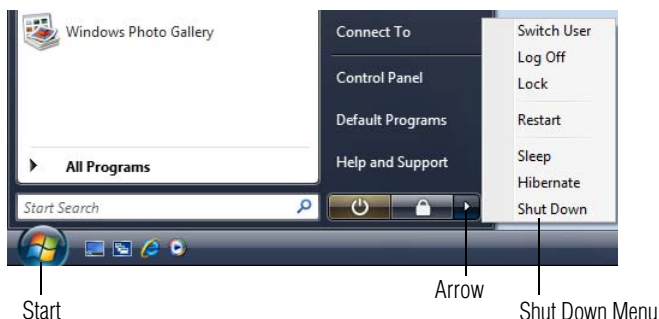 Windows Photo Gallery
All Programs
Start Search
Connect To
Control Panel
Default Programs
Help and Support
Switch User
Log Off
Lock
Restart
Sleep
Hibernate
Shut Down
Start
Arrow
Shut Down Menu